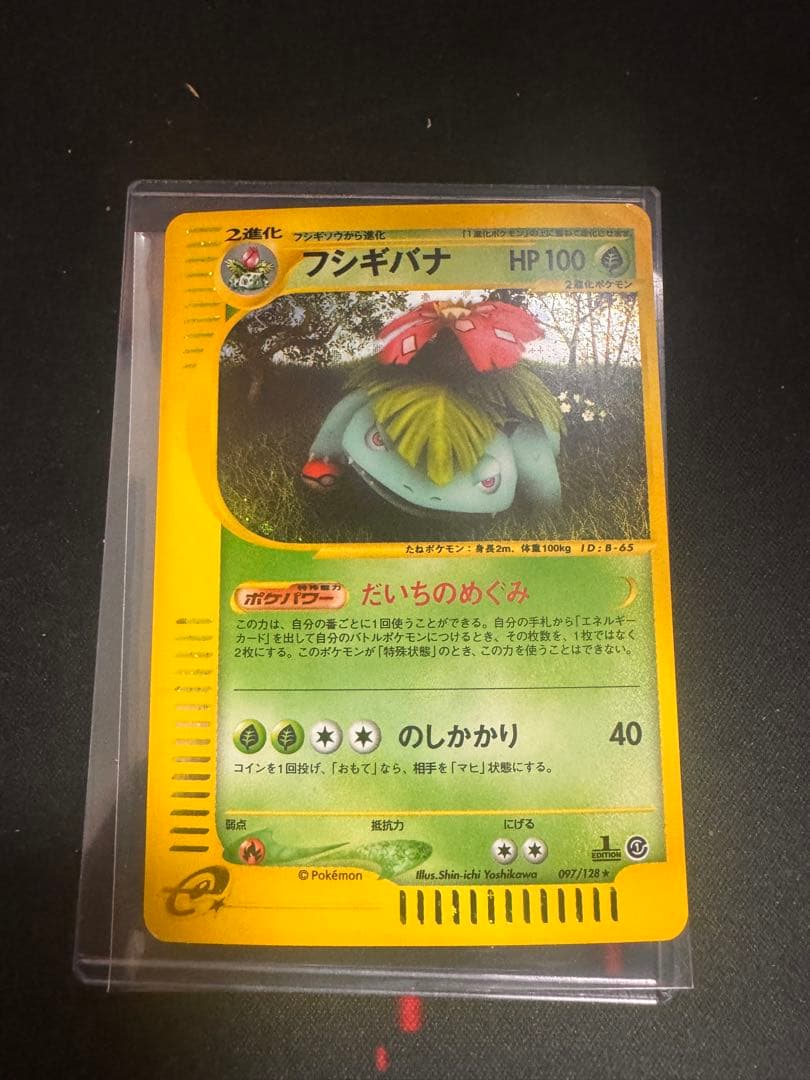 2進化
フシギソウから進化
「1進化ポケモン」の上に重ねて進化させます
フシギバナ
HP100
2進化ポケモン
たねポケモン：身長2m、体重100kg ID：B-65
特殊能力
ポケパワー
だいちのめぐみ
この力は、自分の番ごとに1回使うことができる。自分の手札から「エネルギー
カード」を出して自分のバトルポケモンにつけるとき、その枚数を、1枚ではなく
2枚にする。このポケモンが「特殊状態」のとき、この力を使うことはできない。
のしかかり
40
コインを1回投げ、「おもて」なら、相手を「マヒ」状態にする。
弱点
抵抗力
にげる
1
EDITION
© Pokémon
Illus.Shin-ichi Yoshikawa
097/128★
e